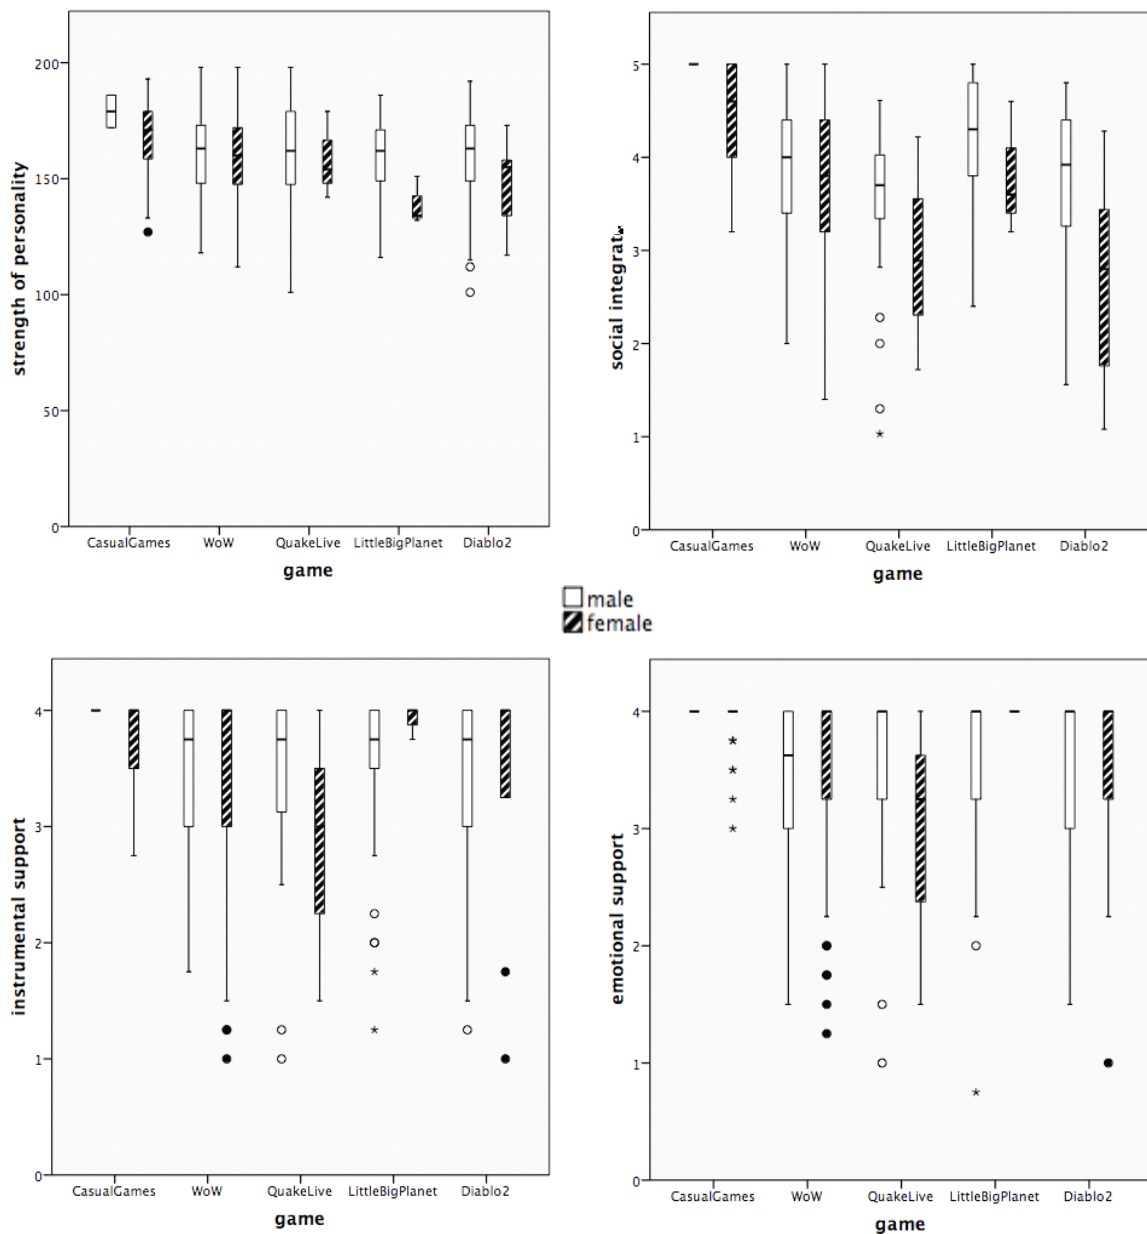 strength of personality
200
150
100
50
0
CasualGames WoW QuakeLive LittleBigPlanet Diablo2
game
social integrat
5
4
3
2
1
0
CasualGames WoW QuakeLive LittleBigPlanet Diablo2
game
male
female
instrumental support
4
3
2
1
0
CasualGames WoW QuakeLive LittleBigPlanet Diablo2
game
emotional support
4
3
2
1
0
CasualGames WoW QuakeLive LittleBigPlanet Diablo2
game